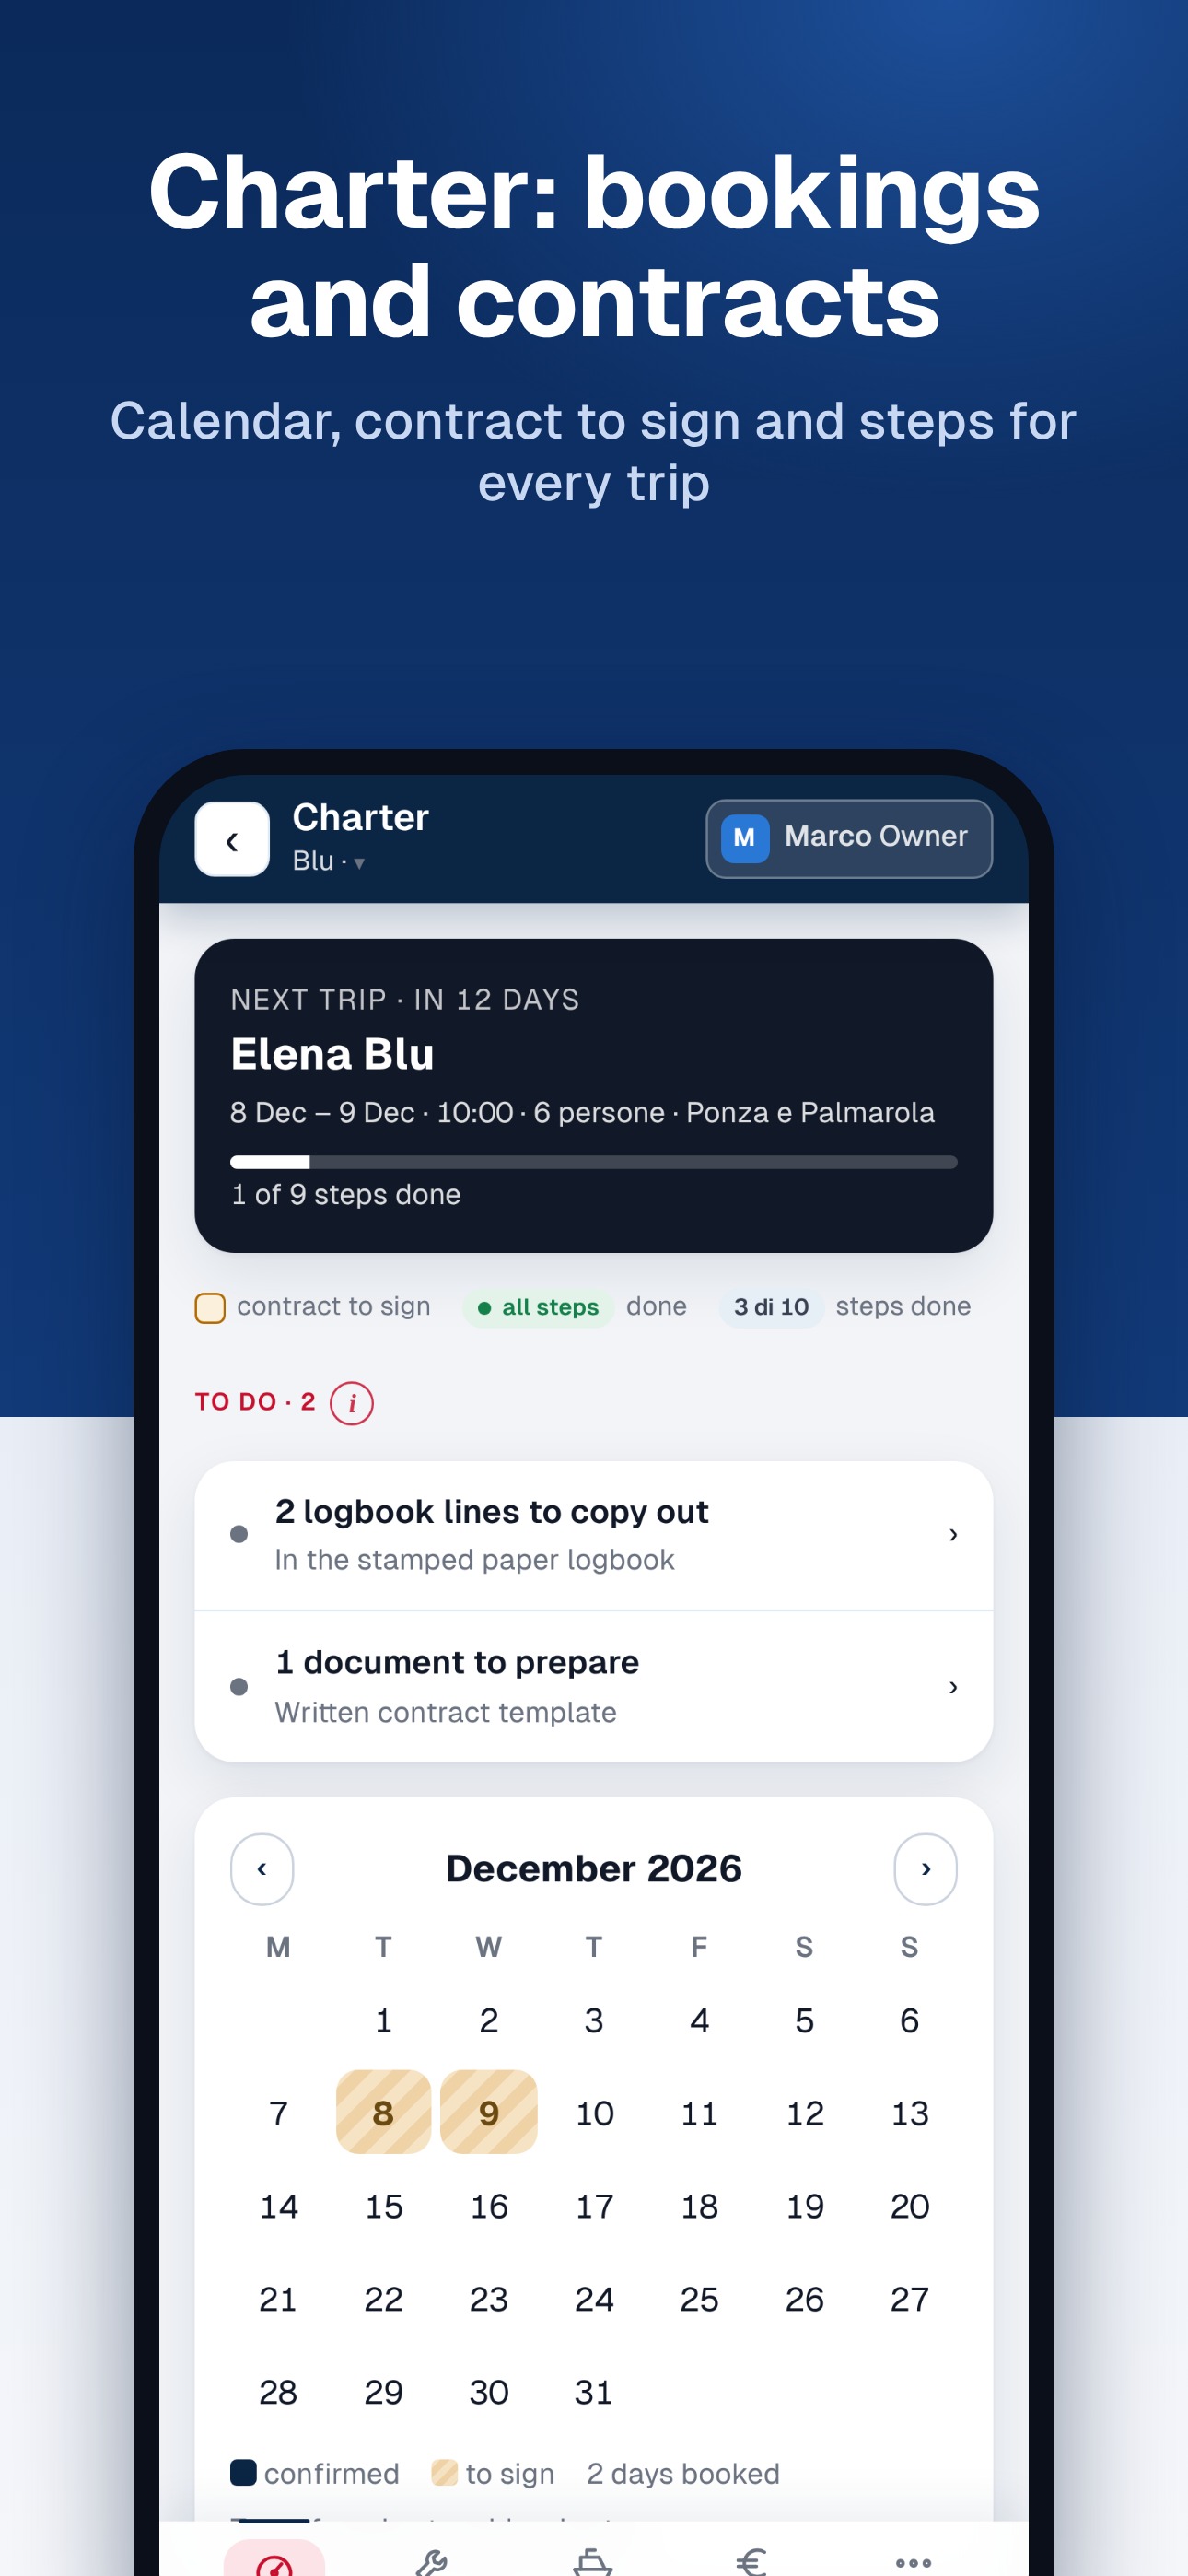 Charter: bookings
and contracts
Calendar, contract to sign and steps for
every trip
‹ Charter
Blu · ▾
M Marco Owner
NEXT TRIP · IN 12 DAYS
Elena Blu
8 Dec – 9 Dec · 10:00 · 6 persone · Ponza e Palmarola
1 of 9 steps done
contract to sign all steps done 3 di 10 steps done
TO DO · 2 i
2 logbook lines to copy out
In the stamped paper logbook
›
1 document to prepare
Written contract template
›
‹ December 2026 ›
M T W T F S S
1 2 3 4 5 6
7 8 9 10 11 12 13
14 15 16 17 18 19 20
21 22 23 24 25 26 27
28 29 30 31
confirmed to sign 2 days booked